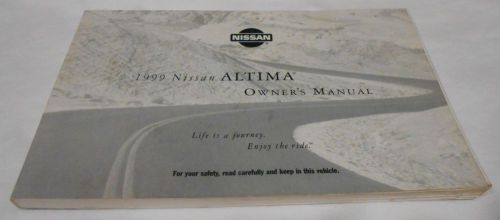 NISSAN
1999 Nissan ALTIMA®
OWNER'S MANUAL
Life is a journey.
Enjoy the ride.™
For your safety, read carefully and keep in this vehicle.